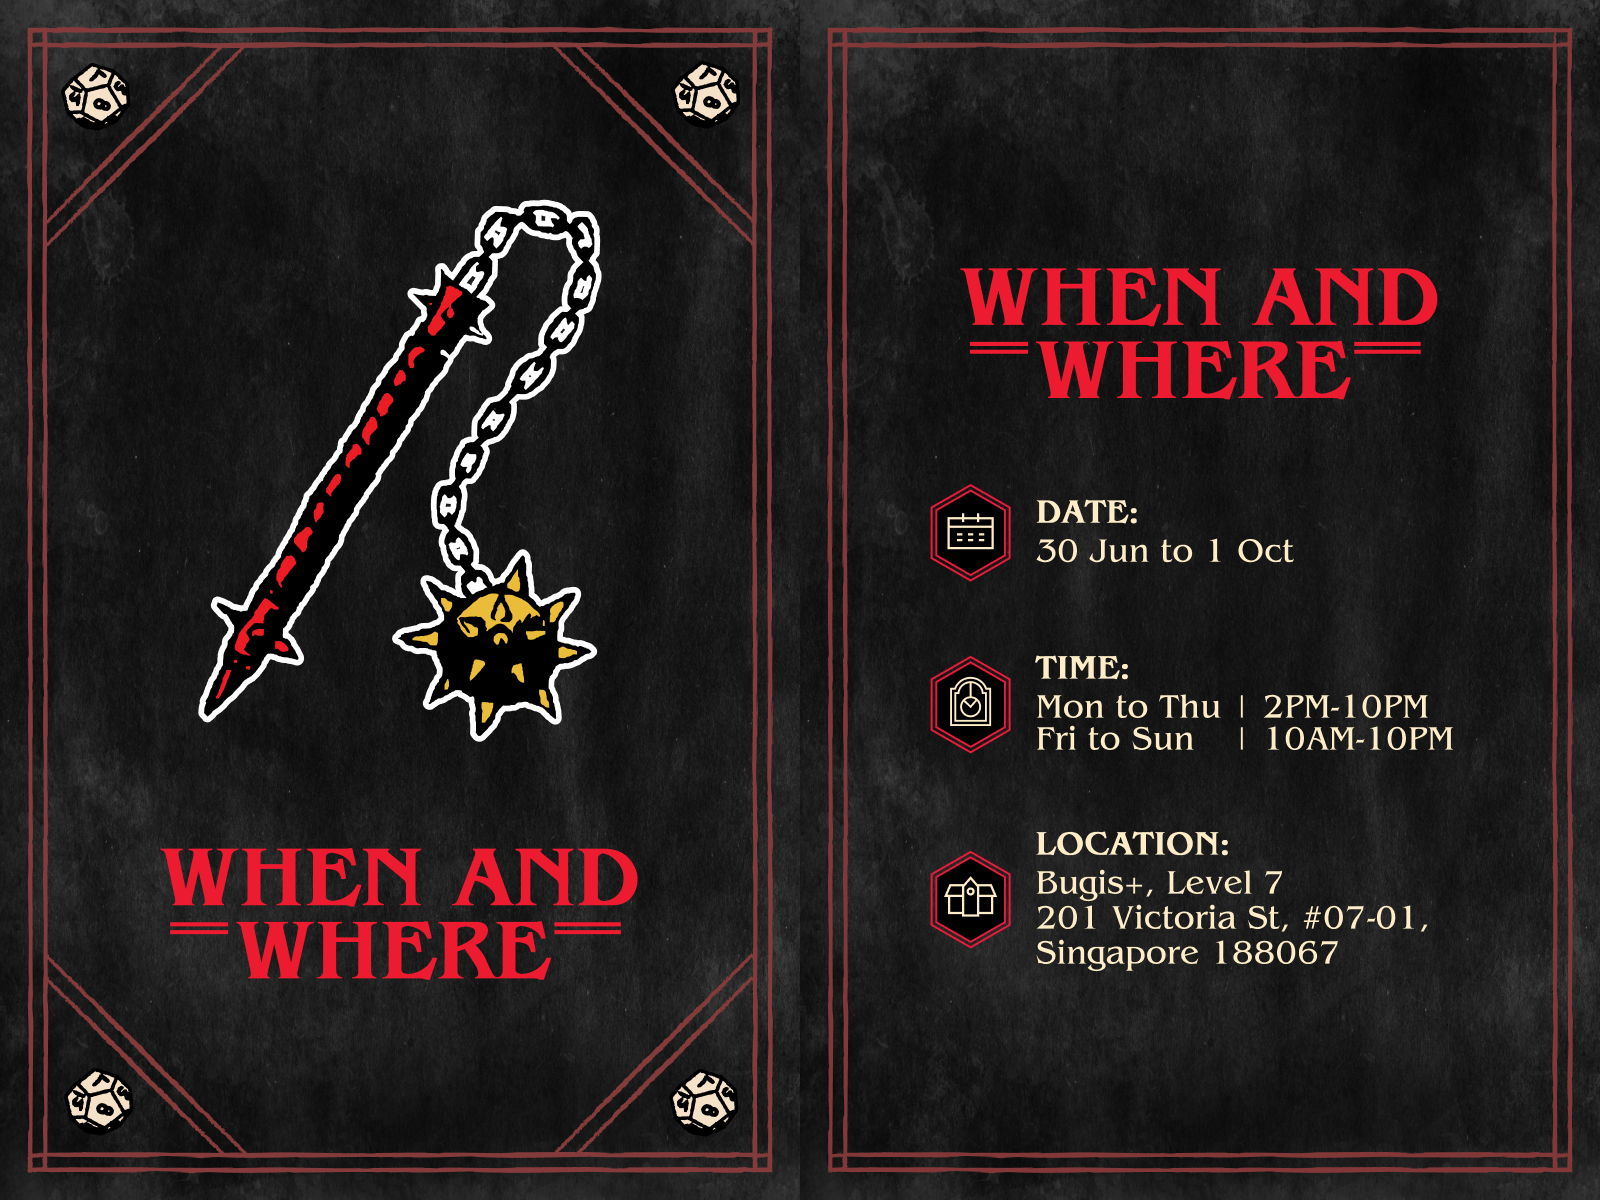 WHEN AND
WHERE
WHEN AND
WHERE
DATE:
30 Jun to 1 Oct
TIME:
Mon to Thu | 2PM-10PM
Fri to Sun | 10AM-10PM
LOCATION:
Bugis+, Level 7
201 Victoria St, #07-01,
Singapore 188067